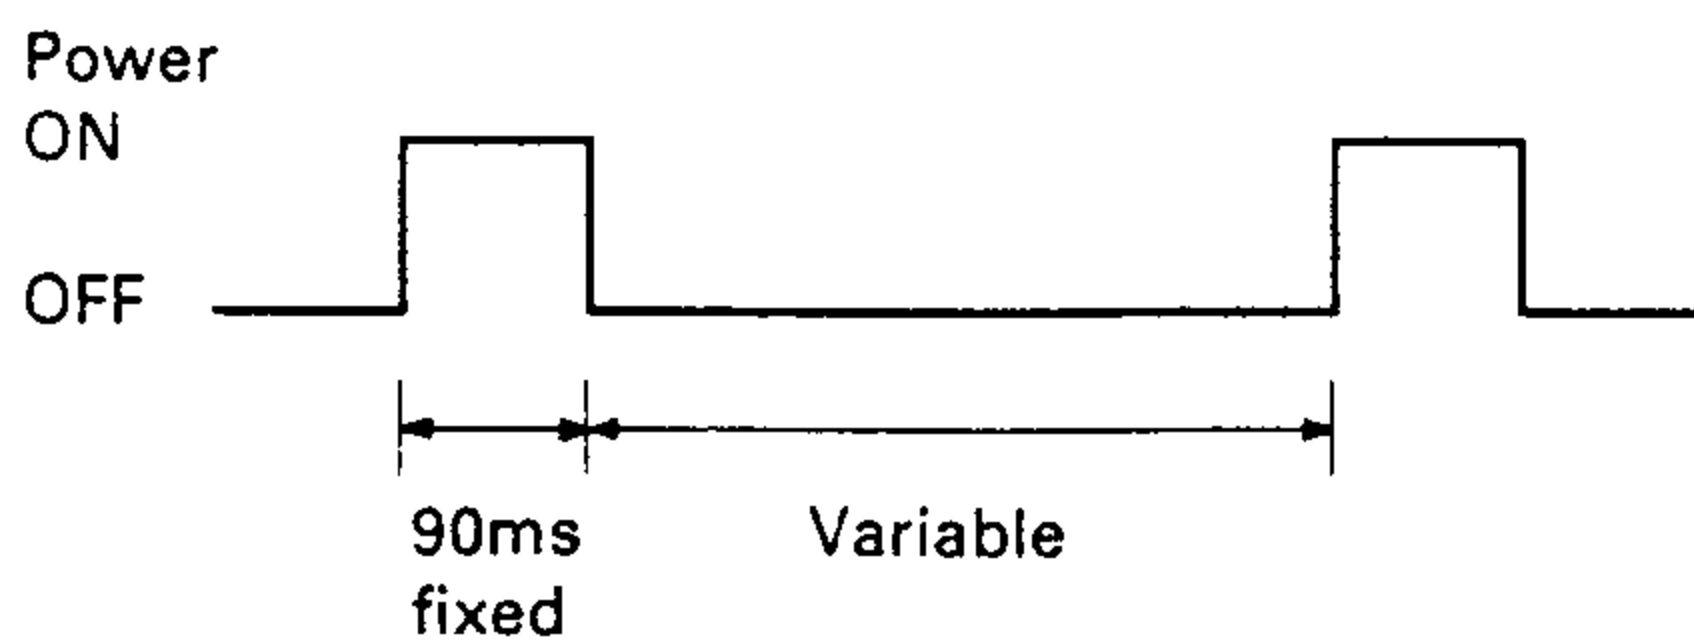 Power
ON
OFF
90ms
fixed
Variable